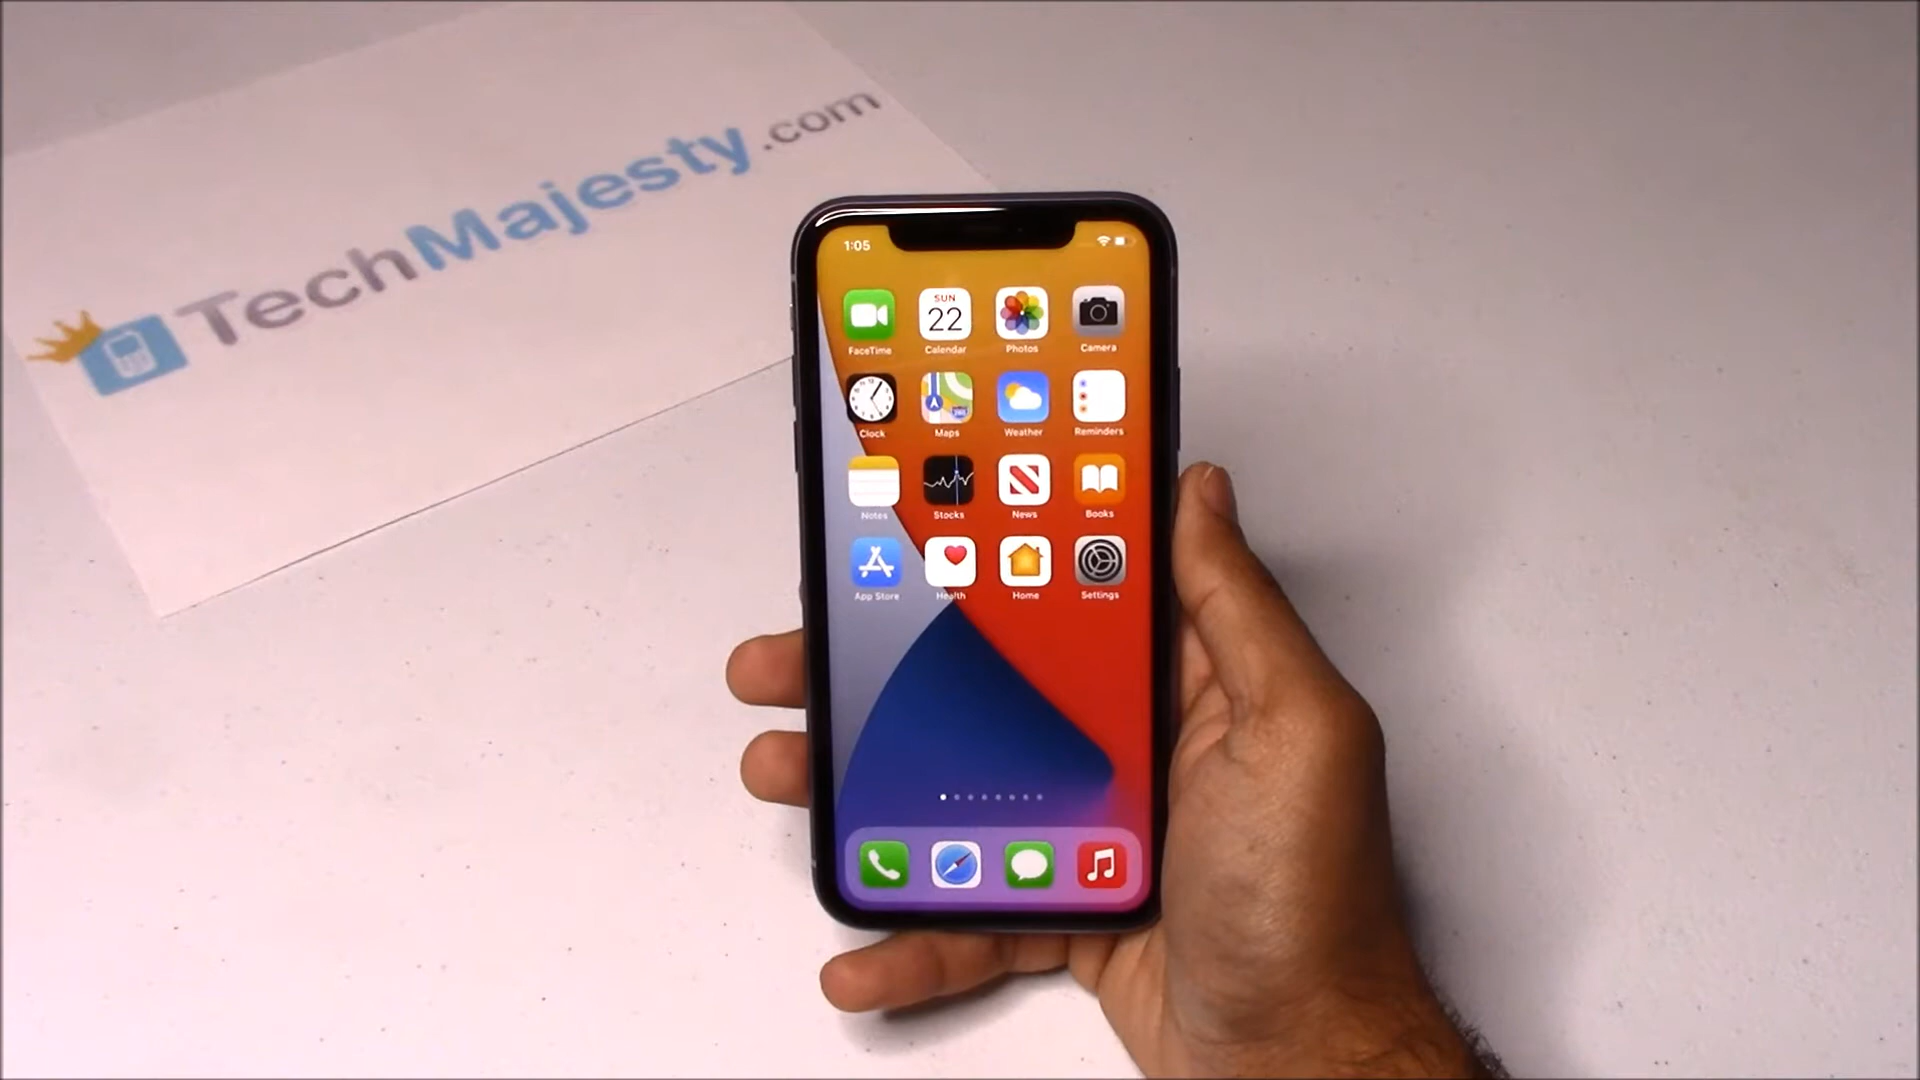 TechMajesty.com
1:05
SUN
22
FaceTime Calendar Photos Camera
Clock Maps Weather Reminders
Notes Stocks News Books
App Store Health Home Settings